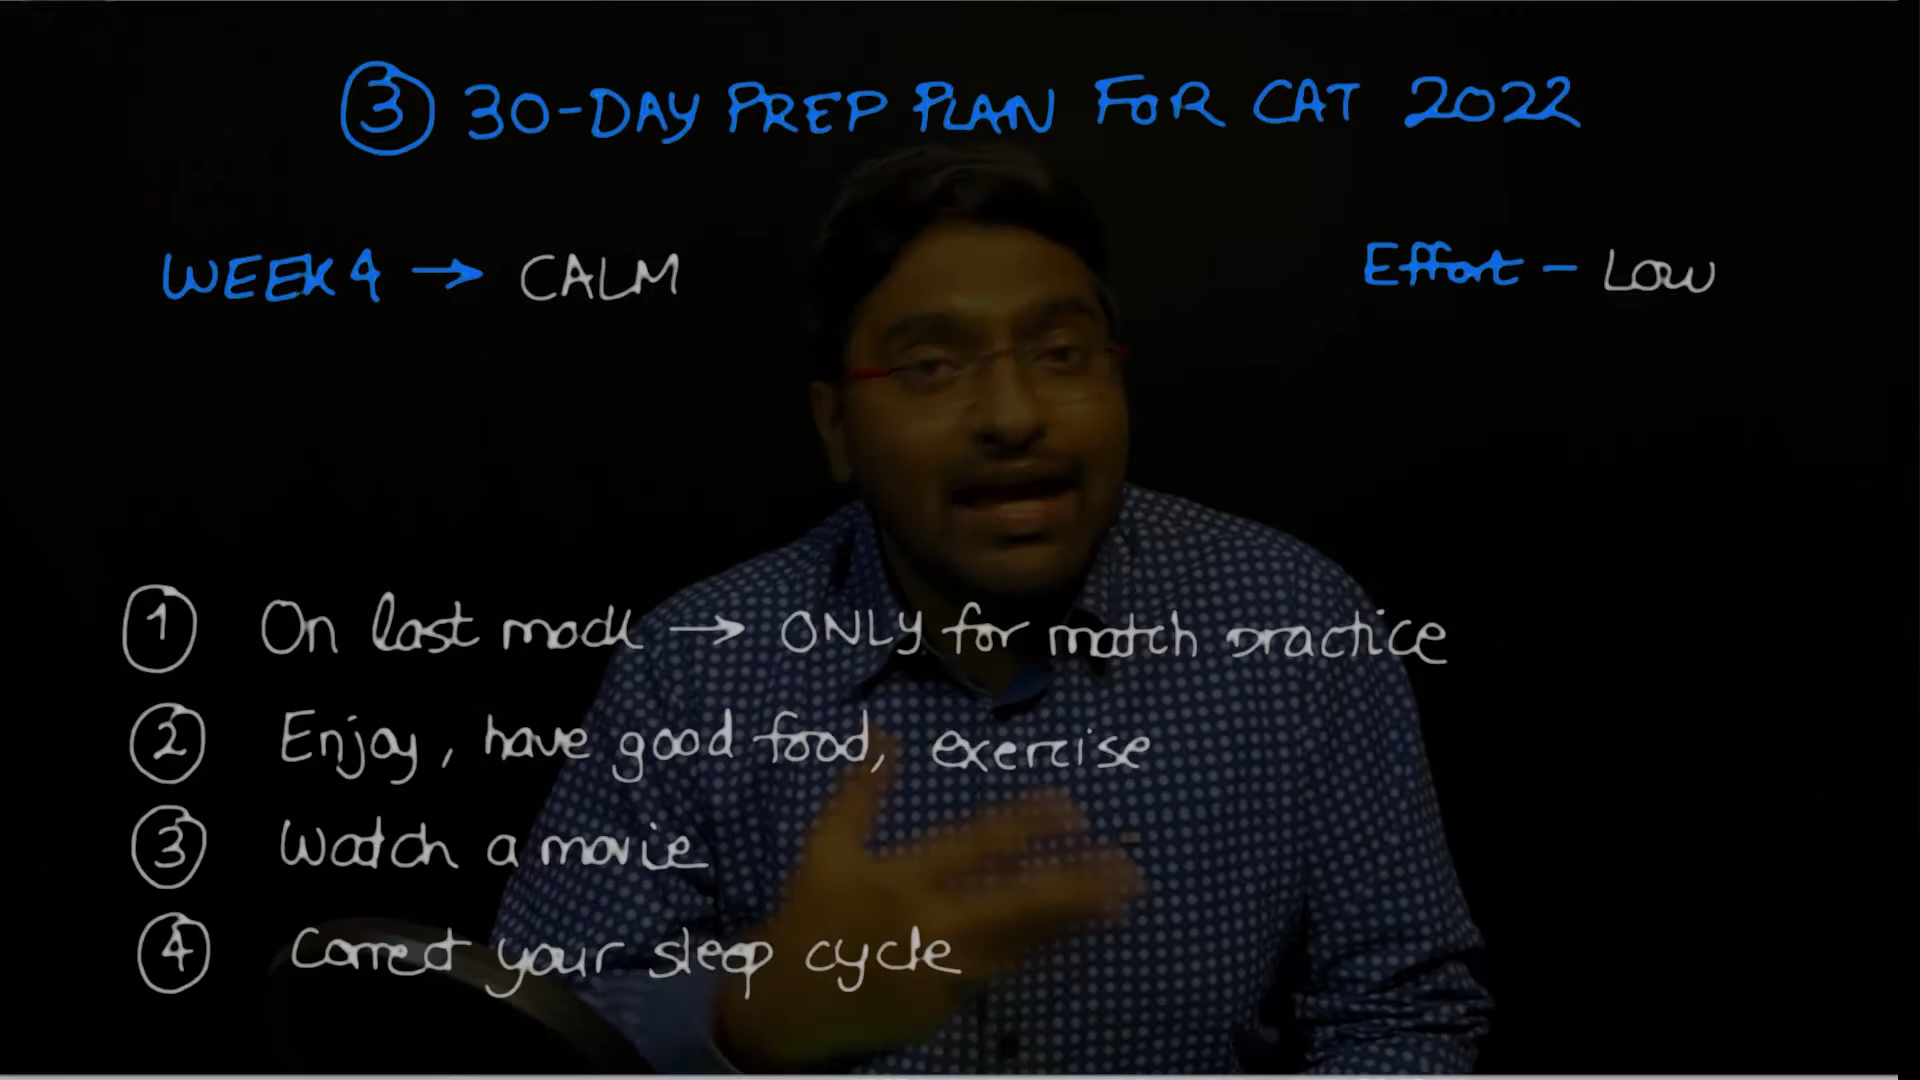 ③ 30-DAY PREP PLAN FOR CAT 2022
WEEK 4 → CALM
Effort - LOW
① On last mock → ONLY for match practice
② Enjoy, have good food, exercise
③ Watch a movie
④ Correct your sleep cycle